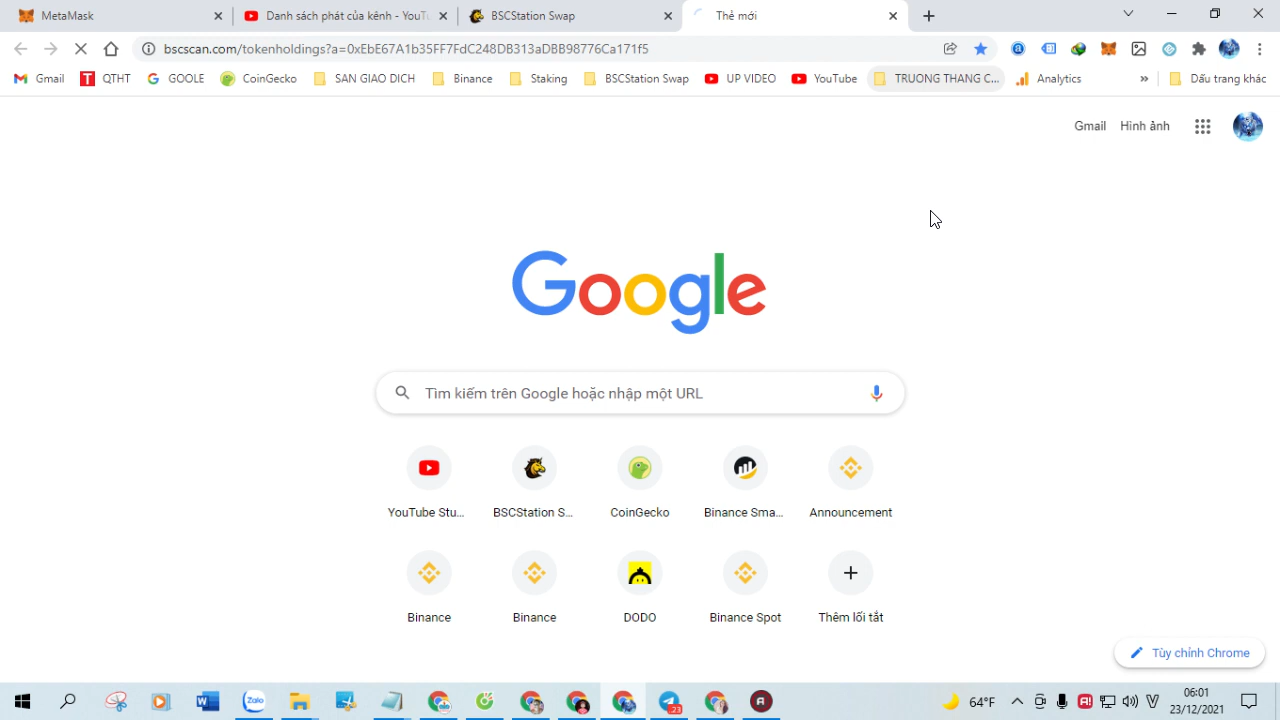 MetaMask
Danh sách phát của kênh - YouT
BSCStation Swap
Thẻ mới
bscscan.com/tokenholdings?a=0xEbE67A1b35FF7FdC248DB313aDBB98776Ca171f5
Gmail
QTHT
GOOLE
CoinGecko
SAN GIAO DICH
Binance
Staking
BSCStation Swap
UP VIDEO
YouTube
TRUONG THANG C...
Analytics
»
Dấu trang khác
Gmail
Hình ảnh
Google
Tìm kiếm trên Google hoặc nhập một URL
YouTube Stu...
BSCStation S...
CoinGecko
Binance Sma...
Announcement
Binance
Binance
DODO
Binance Spot
Thêm lối tắt
Tùy chỉnh Chrome
Zalo
23
64°F
06:01
23/12/2021